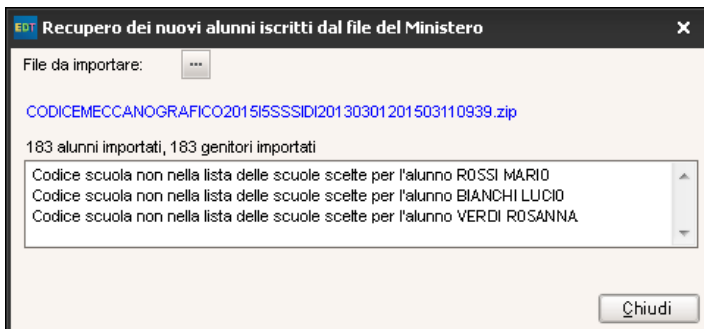 EDT Recupero dei nuovi alunni iscritti dal file del Ministero
File da importare: ...
CODICEMECCANOGRAFICO2015I5SSSIDI20130301201503110939.zip
183 alunni importati, 183 genitori importati
Codice scuola non nella lista delle scuole scelte per l'alunno ROSSI MARIO
Codice scuola non nella lista delle scuole scelte per l'alunno BIANCHI LUCIO
Codice scuola non nella lista delle scuole scelte per l'alunno VERDI ROSANNA
Chiudi